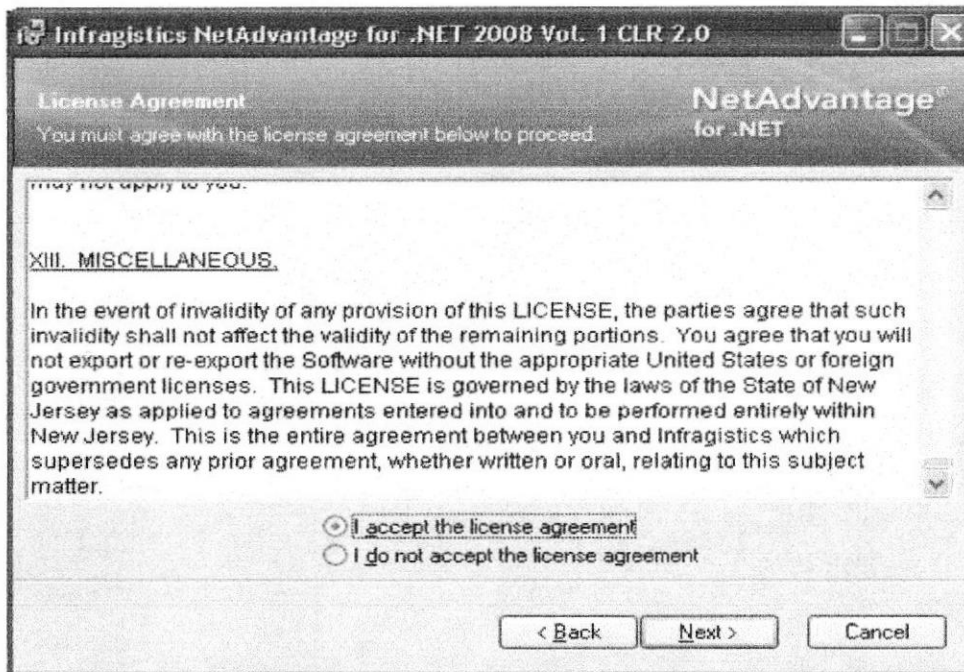 Infragistics NetAdvantage for .NET 2008 Vol. 1 CLR 2.0
License Agreement
You must agree with the license agreement below to proceed.
NetAdvantage®
for .NET
may not apply to you.
XIII. MISCELLANEOUS.
In the event of invalidity of any provision of this LICENSE, the parties agree that such
invalidity shall not affect the validity of the remaining portions. You agree that you will
not export or re-export the Software without the appropriate United States or foreign
government licenses. This LICENSE is governed by the laws of the State of New
Jersey as applied to agreements entered into and to be performed entirely within
New Jersey. This is the entire agreement between you and Infragistics which
supersedes any prior agreement, whether written or oral, relating to this subject
matter.
I accept the license agreement
I do not accept the license agreement
< Back
Next >
Cancel